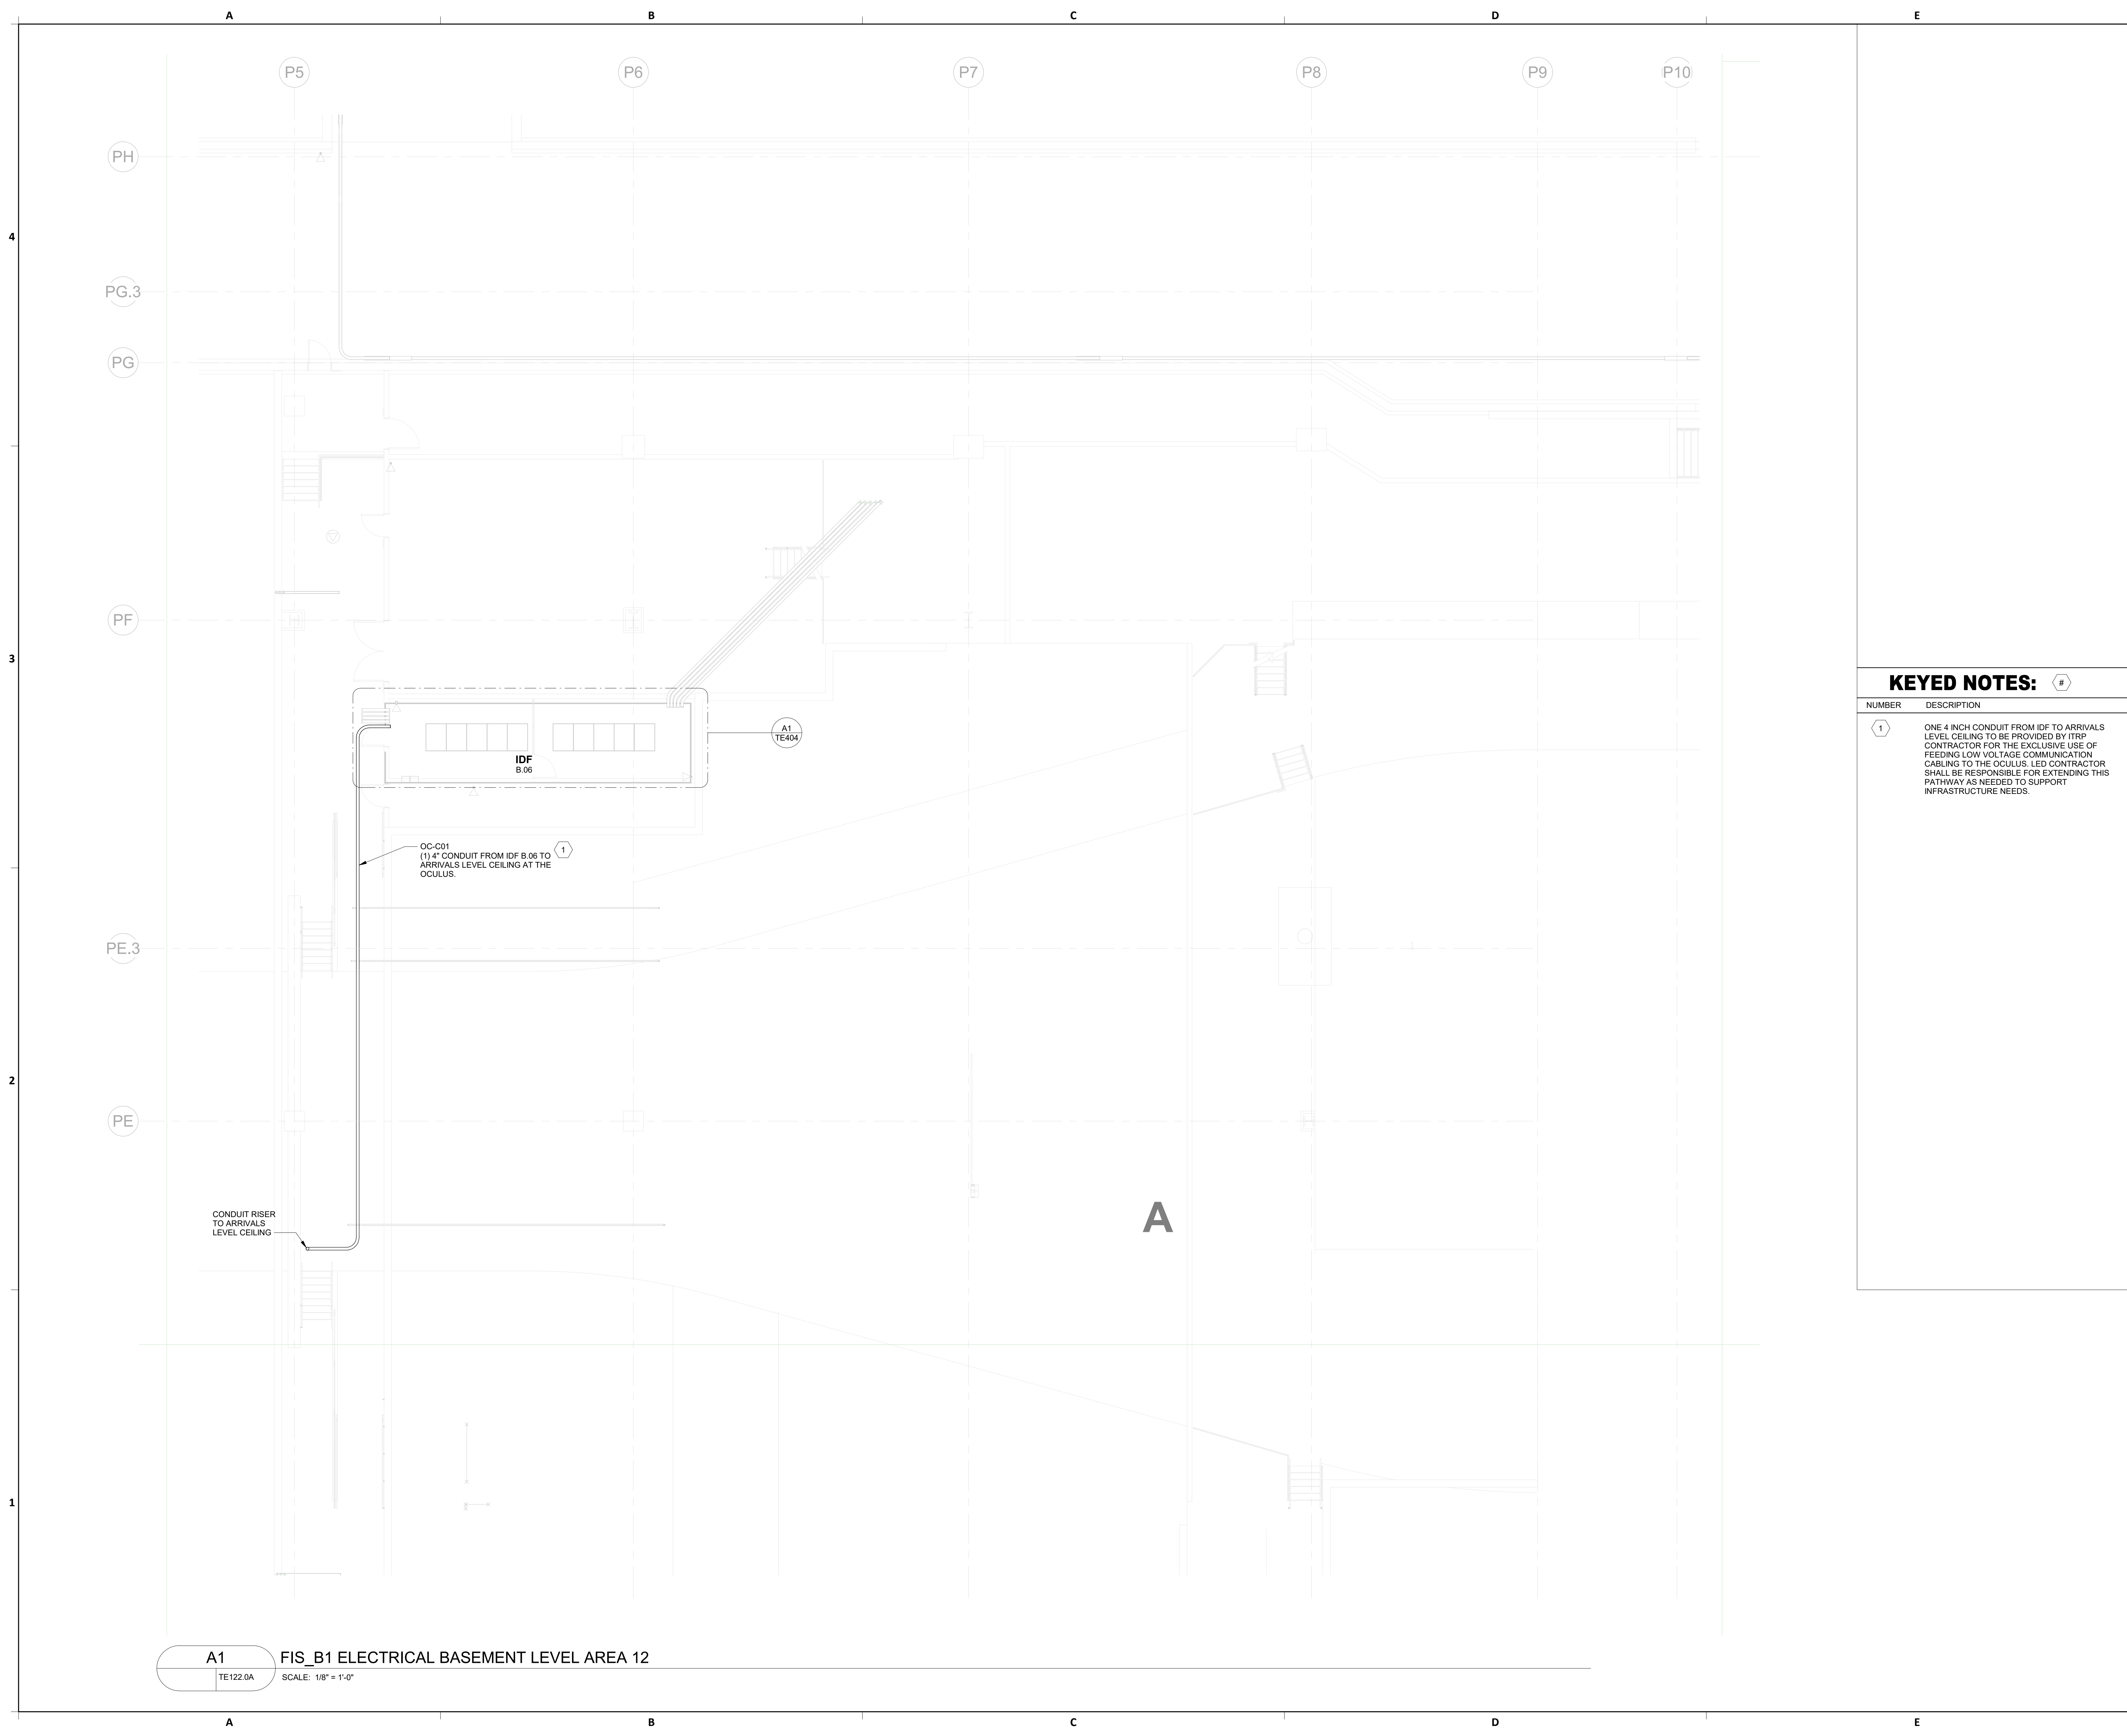 A B C D E
P5 P6 P7 P8 P9 P10
PH
4
PG.3
PG
PF
3
KEYED NOTES: #
NUMBER DESCRIPTION
1 ONE 4 INCH CONDUIT FROM IDF TO ARRIVALS
LEVEL CEILING TO BE PROVIDED BY ITRP
CONTRACTOR FOR THE EXCLUSIVE USE OF
FEEDING LOW VOLTAGE COMMUNICATION
CABLING TO THE OCULUS. LED CONTRACTOR
SHALL BE RESPONSIBLE FOR EXTENDING THIS
PATHWAY AS NEEDED TO SUPPORT
INFRASTRUCTURE NEEDS.
A1
TE404
IDF
B.06
OC-C01
(1) 4" CONDUIT FROM IDF B.06 TO 1
ARRIVALS LEVEL CEILING AT THE
OCULUS.
PE.3
2
PE
CONDUIT RISER
TO ARRIVALS
LEVEL CEILING
A
1
A1 FIS_B1 ELECTRICAL BASEMENT LEVEL AREA 12
TE122.0A SCALE: 1/8" = 1'-0"
A B C D E